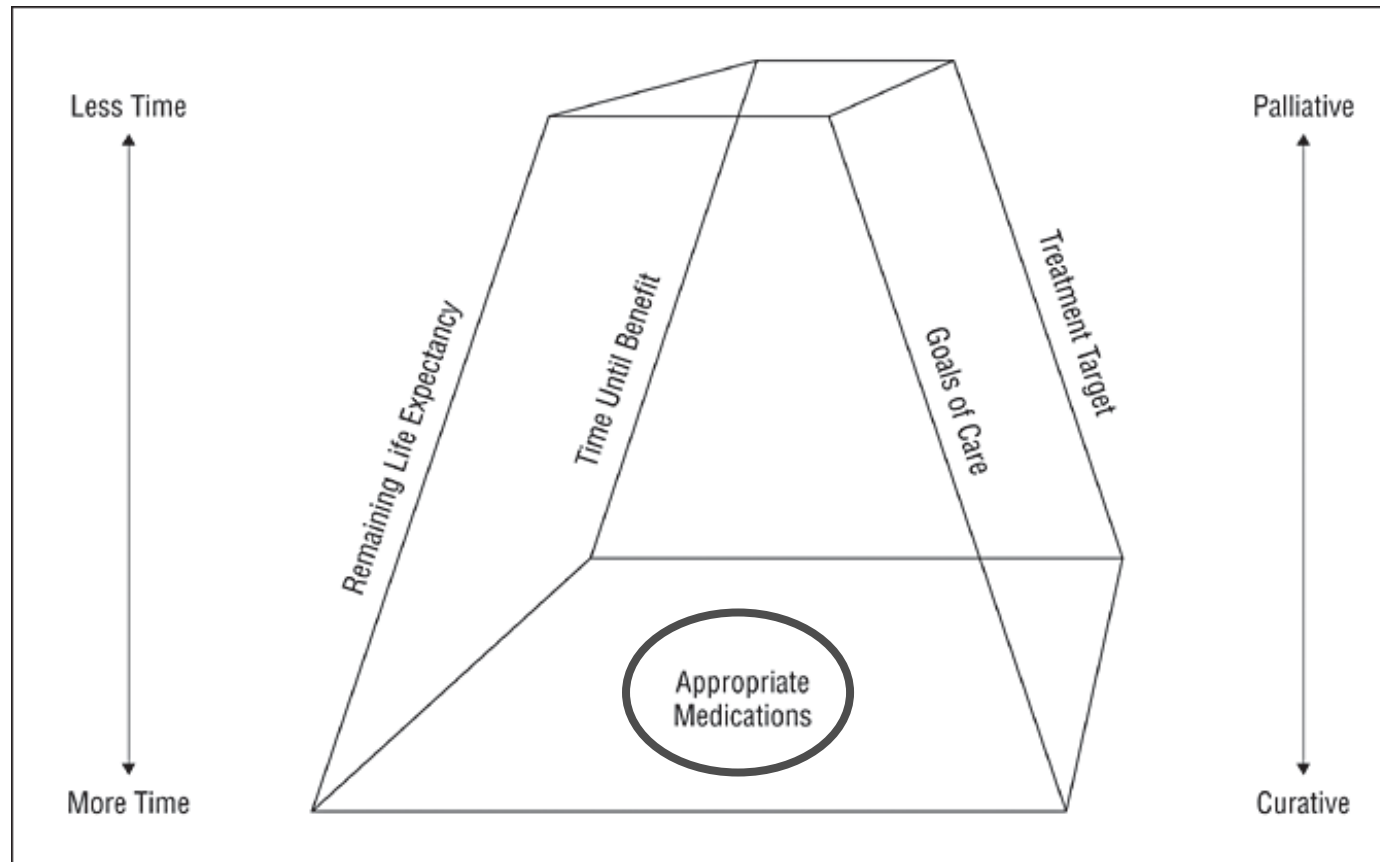 Less Time
Palliative
Remaining Life Expectancy
Time Until Benefit
Goals of Care
Treatment Target
Appropriate
Medications
More Time
Curative